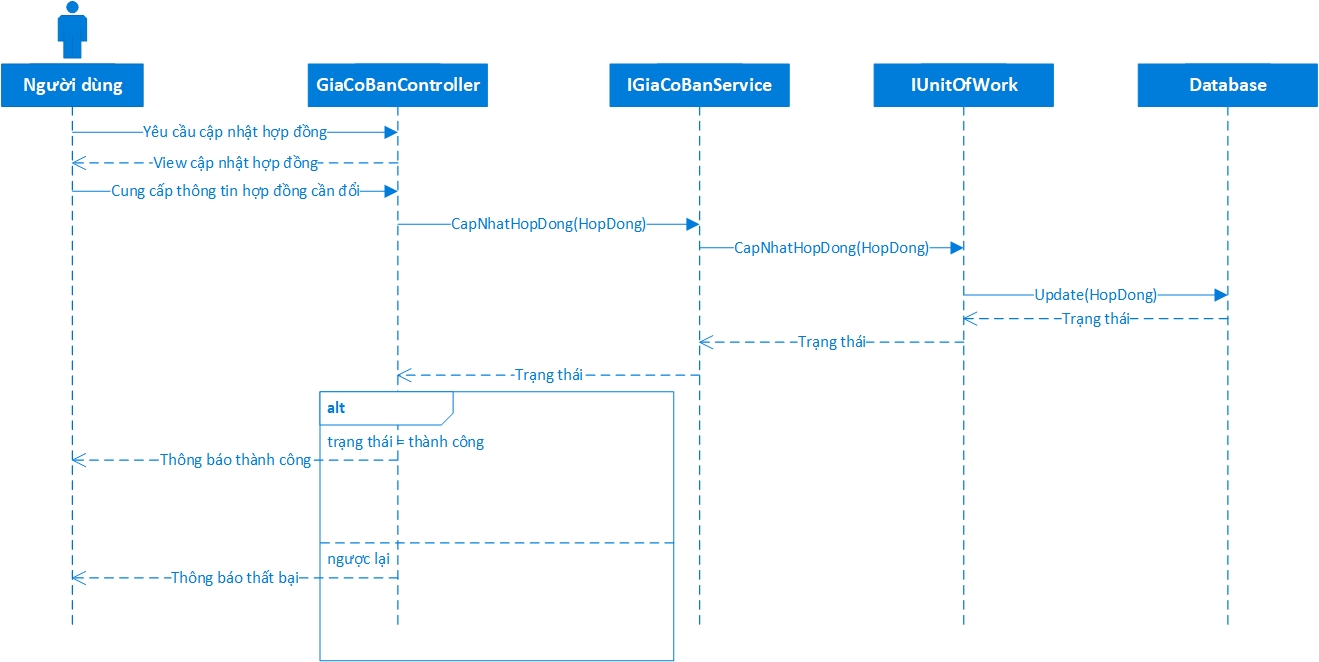 Người dùng
GiaCoBanController
IGiaCoBanService
IUnitOfWork
Database
Yêu cầu cập nhật hợp đồng
View cập nhật hợp đồng
Cung cấp thông tin hợp đồng cần đổi
CapNhatHopDong(HopDong)
CapNhatHopDong(HopDong)
Update(HopDong)
Trạng thái
Trạng thái
Trạng thái
alt
trạng thái = thành công
Thông báo thành công
ngược lại
Thông báo thất bại